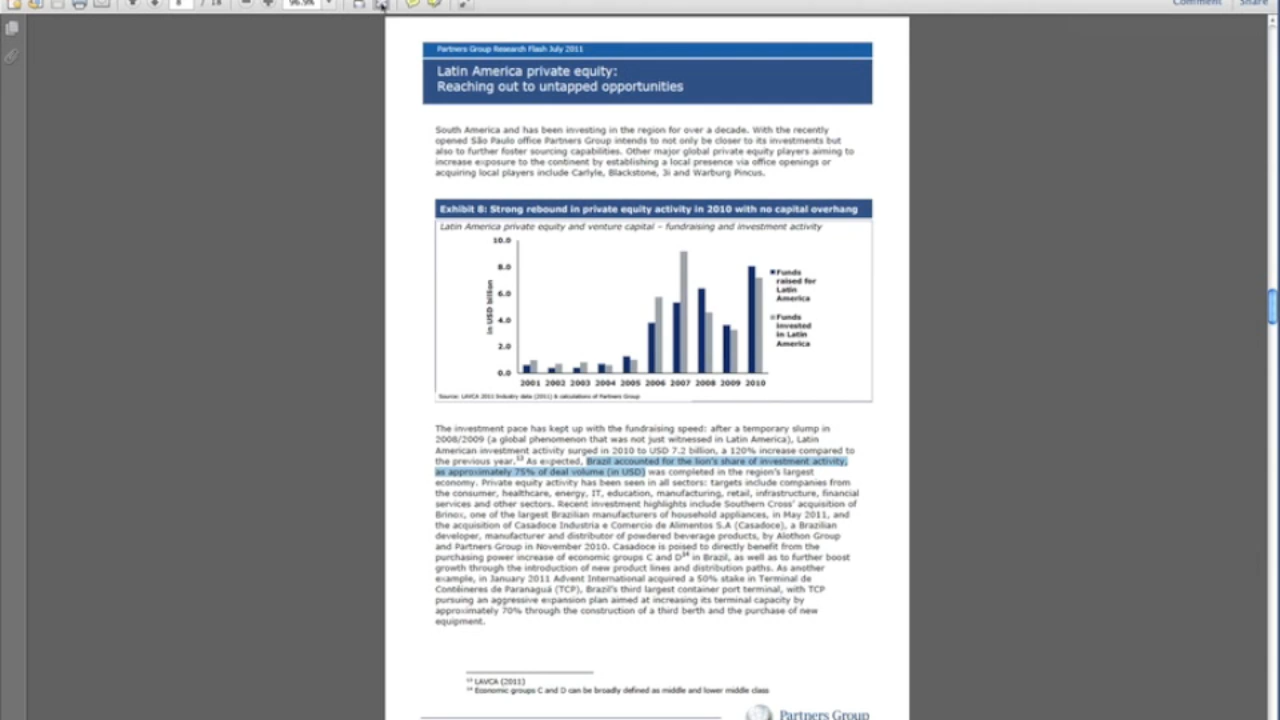 Comment Share
8 / 18 96.9%
Partners Group Research Flash July 2011
Latin America private equity:
Reaching out to untapped opportunities
South America and has been investing in the region for over a decade. With the recently
opened São Paulo office Partners Group intends to not only be closer to its investments but
also to further foster sourcing capabilities. Other major global private equity players aiming to
increase exposure to the continent by establishing a local presence via office openings or
acquiring local players include Carlyle, Blackstone, 3i and Warburg Pincus.
Exhibit 8: Strong rebound in private equity activity in 2010 with no capital overhang
Latin America private equity and venture capital – fundraising and investment activity
10.0
8.0
6.0
4.0
2.0
0.0
in USD billion
2001 2002 2003 2004 2005 2006 2007 2008 2009 2010
Funds
raised for
Latin
America
Funds
invested
in Latin
America
Source: LAVCA 2011 Industry data (2011) & calculations of Partners Group
The investment pace has kept up with the fundraising speed: after a temporary slump in
2008/2009 (a global phenomenon that was not just witnessed in Latin America), Latin
American investment activity surged in 2010 to USD 7.2 billion, a 120% increase compared to
the previous year.13 As expected, Brazil accounted for the lion's share of investment activity,
as approximately 75% of deal volume (in USD) was completed in the region's largest
economy. Private equity activity has been seen in all sectors: targets include companies from
the consumer, healthcare, energy, IT, education, manufacturing, retail, infrastructure, financial
services and other sectors. Recent investment highlights include Southern Cross' acquisition of
Brinox, one of the largest Brazilian manufacturers of household appliances, in May 2011, and
the acquisition of Casadoce Industria e Comercio de Alimentos S.A (Casadoce), a Brazilian
developer, manufacturer and distributor of powdered beverage products, by Alothon Group
and Partners Group in November 2010. Casadoce is poised to directly benefit from the
purchasing power increase of economic groups C and D14 in Brazil, as well as to further boost
growth through the introduction of new product lines and distribution paths. As another
example, in January 2011 Advent International acquired a 50% stake in Terminal de
Contêineres de Paranaguá (TCP), Brazil's third largest container port terminal, with TCP
pursuing an aggressive expansion plan aimed at increasing its terminal capacity by
approximately 70% through the construction of a third berth and the purchase of new
equipment.
13 LAVCA (2011)
14 Economic groups C and D can be broadly defined as middle and lower middle class
Partners Group